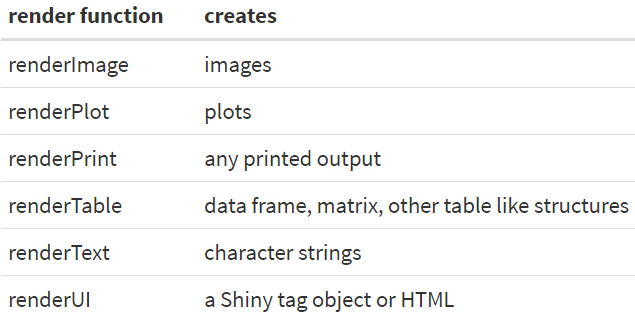 render function creates
renderImage images
renderPlot plots
renderPrint any printed output
renderTable data frame, matrix, other table like structures
renderText character strings
renderUI a Shiny tag object or HTML